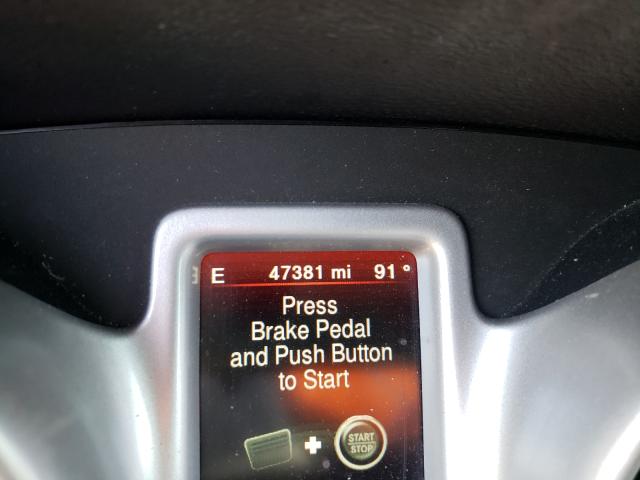 E 47381 mi 91°
Press
Brake Pedal
and Push Button
to Start
START
STOP